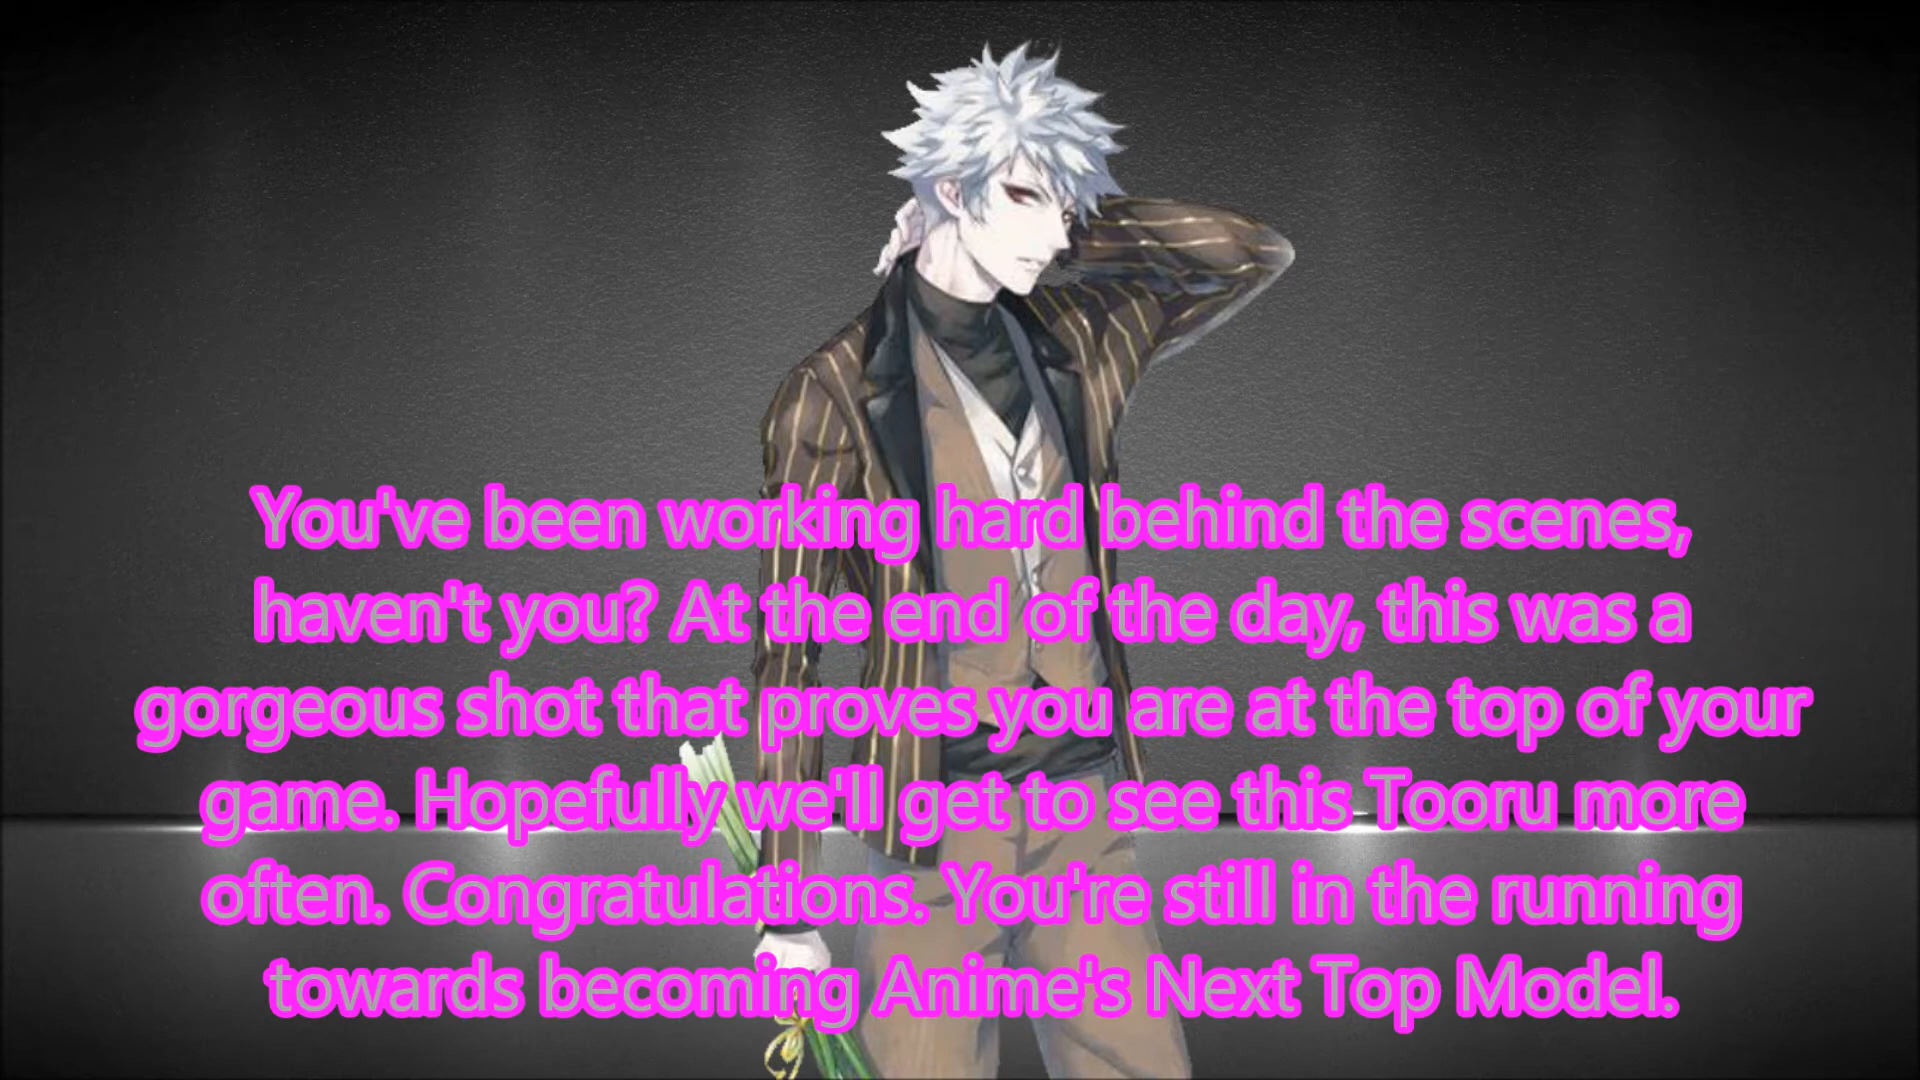 You've been working hard behind the scenes,
haven't you? At the end of the day, this was a
gorgeous shot that proves you are at the top of your
game. Hopefully we'll get to see this Tooru more
often. Congratulations. You're still in the running
towards becoming Anime's Next Top Model.